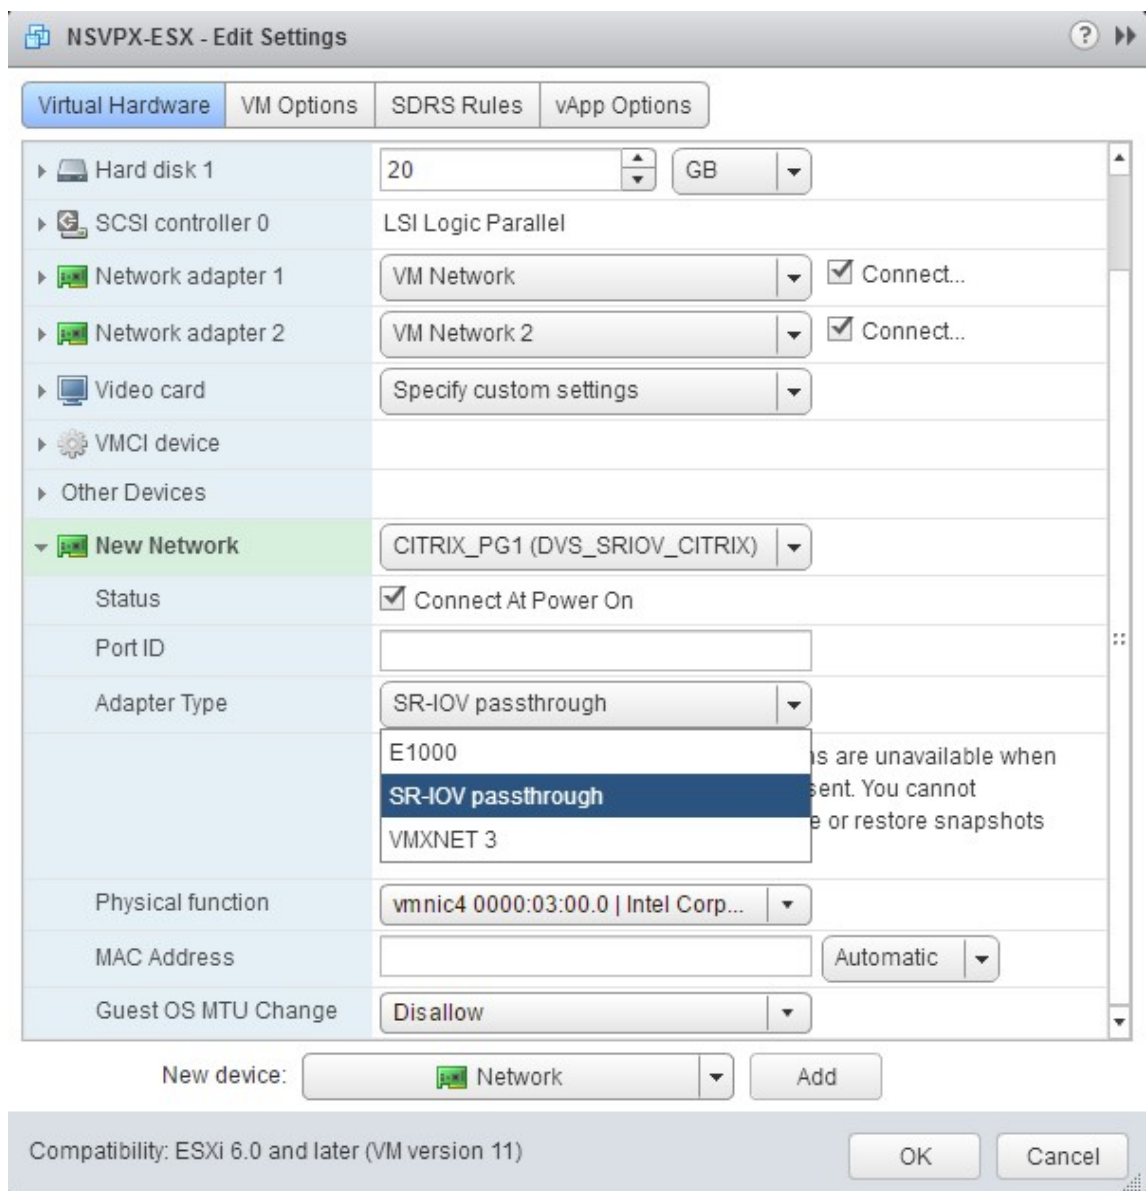 NSVPX-ESX - Edit Settings ?
Virtual Hardware VM Options SDRS Rules vApp Options
Hard disk 1 20 GB
SCSI controller 0 LSI Logic Parallel
Network adapter 1 VM Network Connect...
Network adapter 2 VM Network 2 Connect...
Video card Specify custom settings
VMCI device
Other Devices
New Network CITRIX_PG1 (DVS_SRIOV_CITRIX)
Status Connect At Power On
Port ID
Adapter Type SR-IOV passthrough
E1000
are unavailable when
SR-IOV passthrough
You cannot
VMXNET 3
or restore snapshots
Physical function vmnic4 0000:03:00.0 | Intel Corp...
MAC Address Automatic
Guest OS MTU Change Disallow
New device: Network Add
Compatibility: ESXi 6.0 and later (VM version 11) OK Cancel